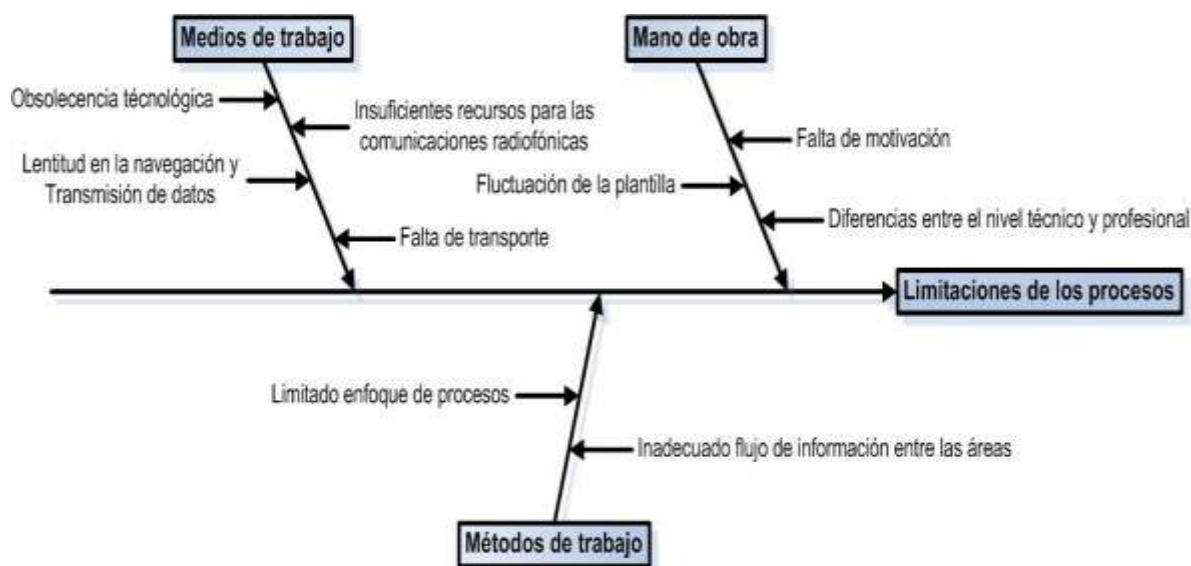 Medios de trabajo
Mano de obra
Obsolecencia técnológica
Insuficientes recursos para las
comunicaciones radiofónicas
Lentitud en la navegación y
Transmisión de datos
Falta de transporte
Falta de motivación
Fluctuación de la plantilla
Diferencias entre el nivel técnico y profesional
Limitaciones de los procesos
Limitado enfoque de procesos
Inadecuado flujo de información entre las áreas
Métodos de trabajo